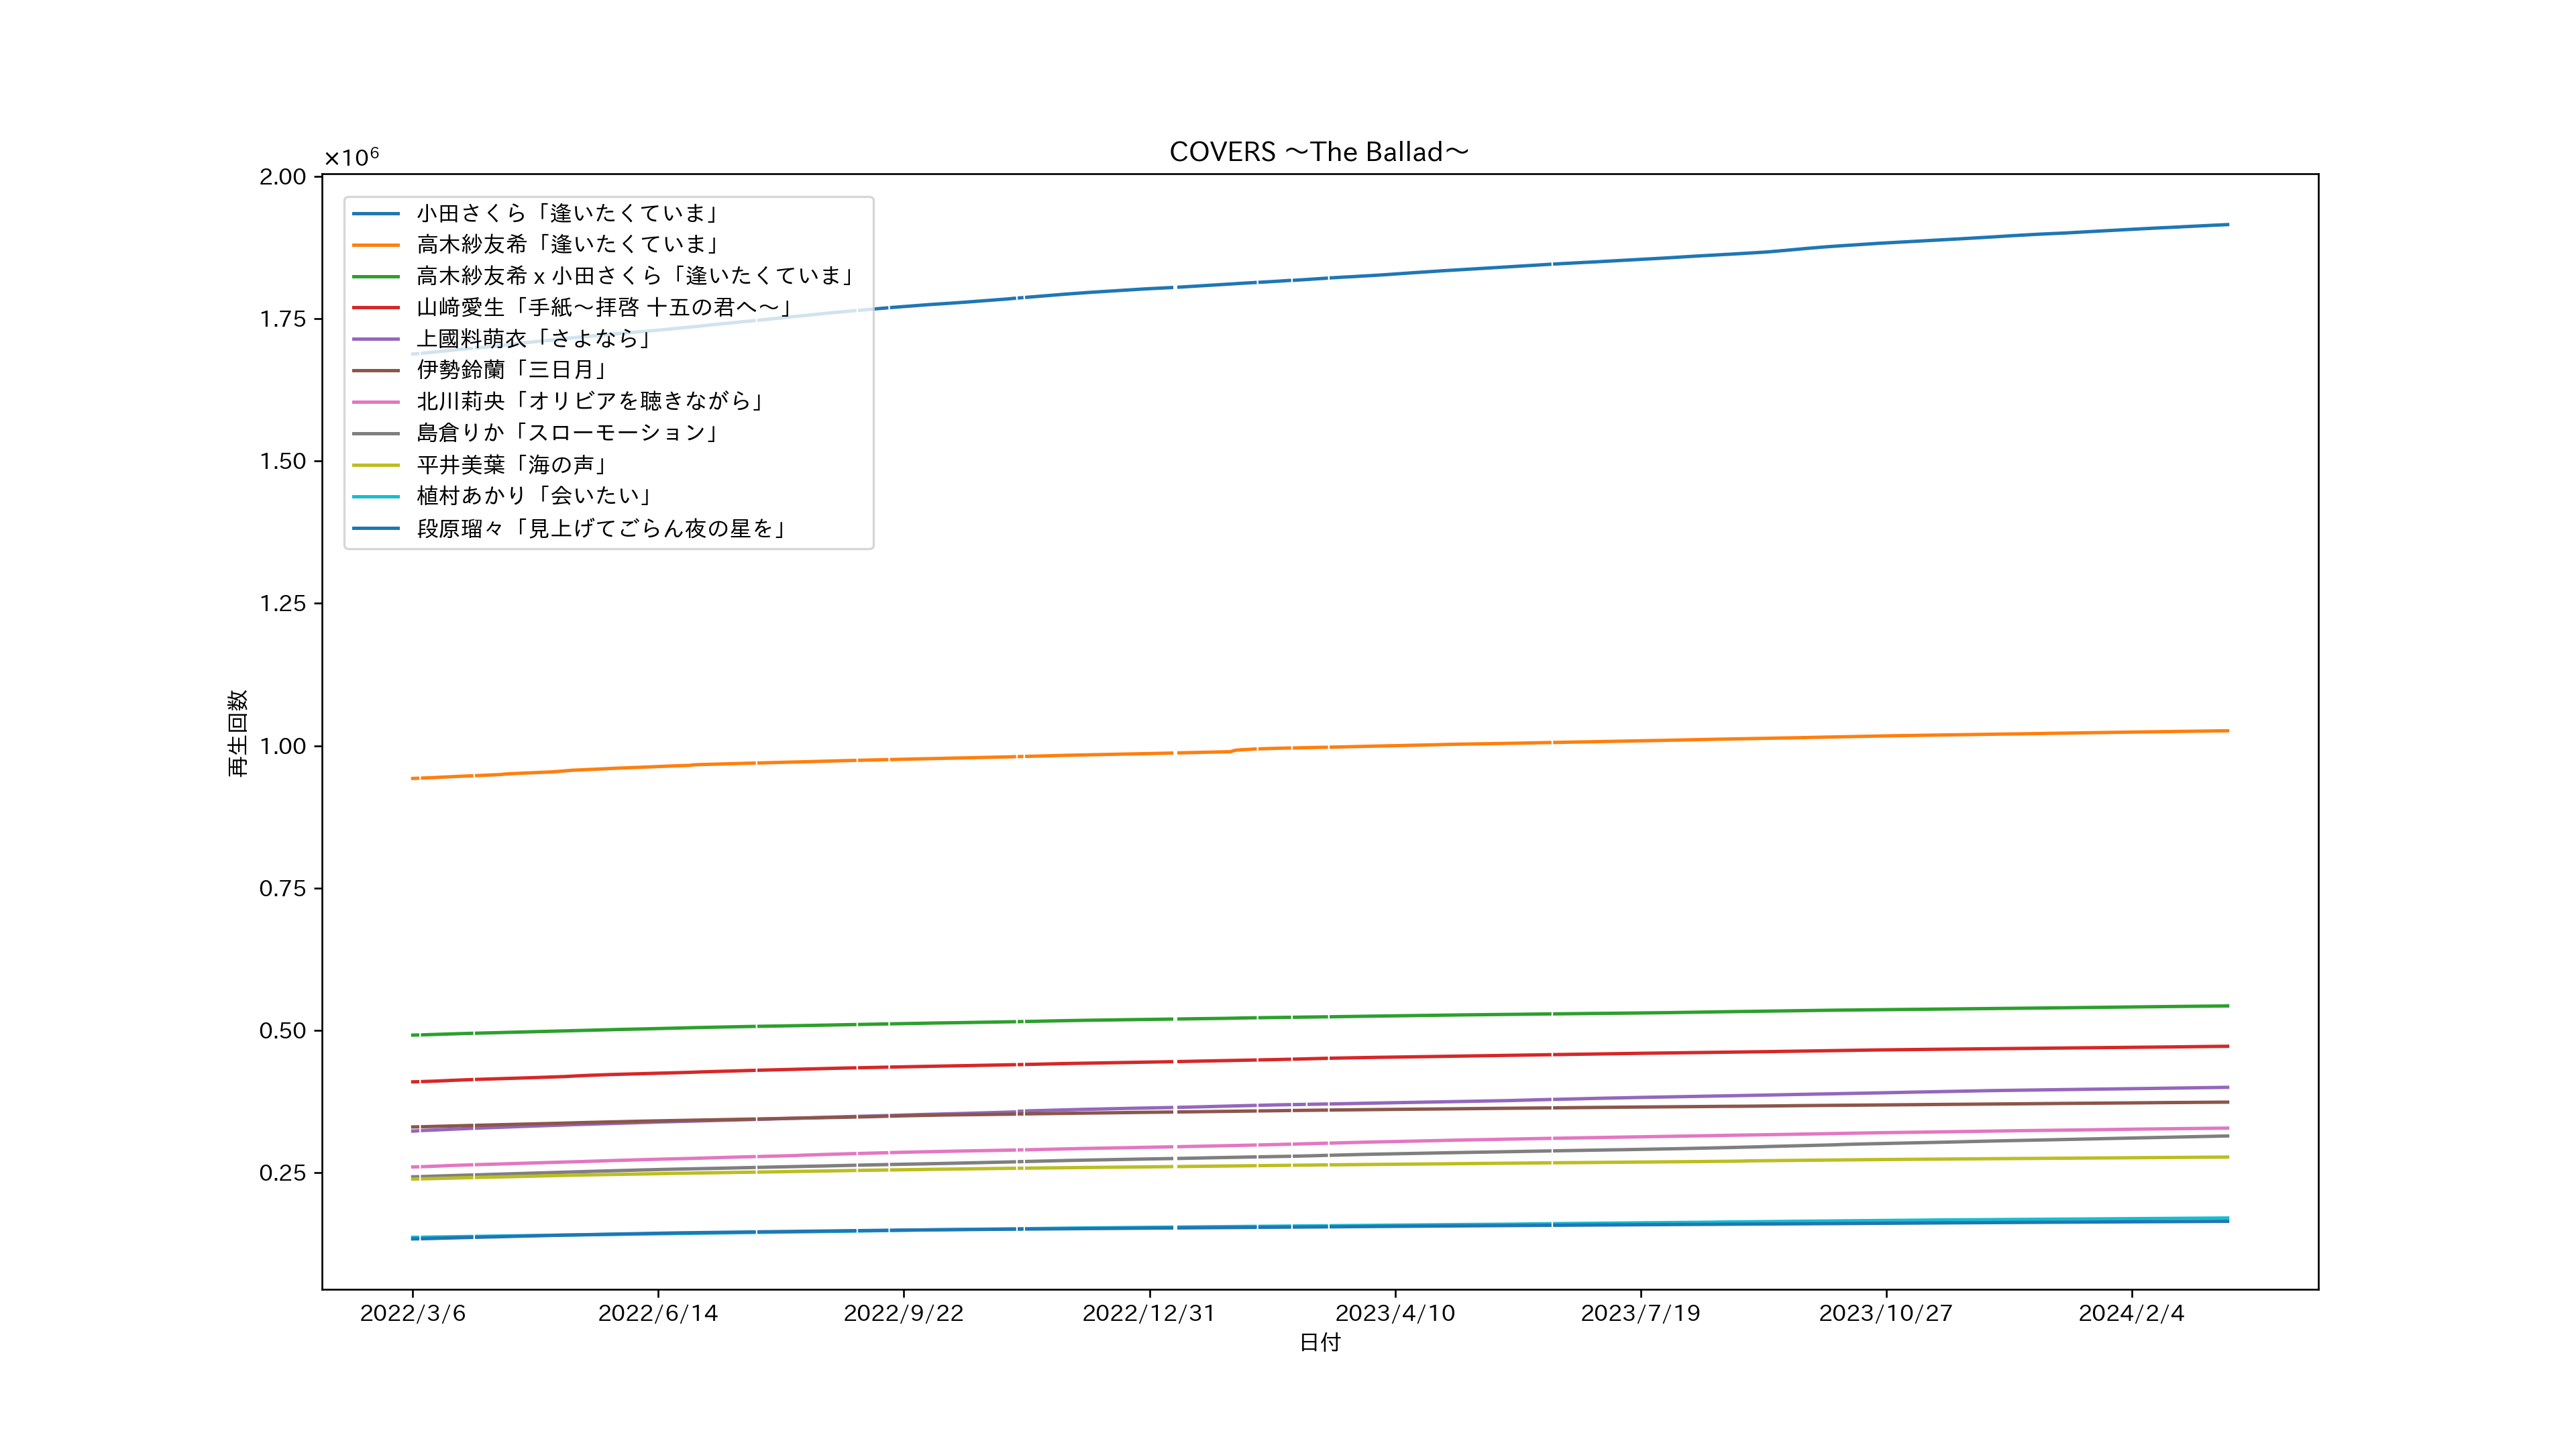 COVERS ～The Ballad～
×10⁶
2.00
1.75
1.50
1.25
1.00
0.75
0.50
0.25
再生回数
小田さくら「逢いたくていま」
高木紗友希「逢いたくていま」
高木紗友希 x 小田さくら「逢いたくていま」
山﨑愛生「手紙～拝啓 十五の君へ～」
上國料萌衣「さよなら」
伊勢鈴蘭「三日月」
北川莉央「オリビアを聴きながら」
島倉りか「スローモーション」
平井美葉「海の声」
植村あかり「会いたい」
段原瑠々「見上げてごらん夜の星を」
2022/3/6
2022/6/14
2022/9/22
2022/12/31
2023/4/10
2023/7/19
2023/10/27
2024/2/4
日付